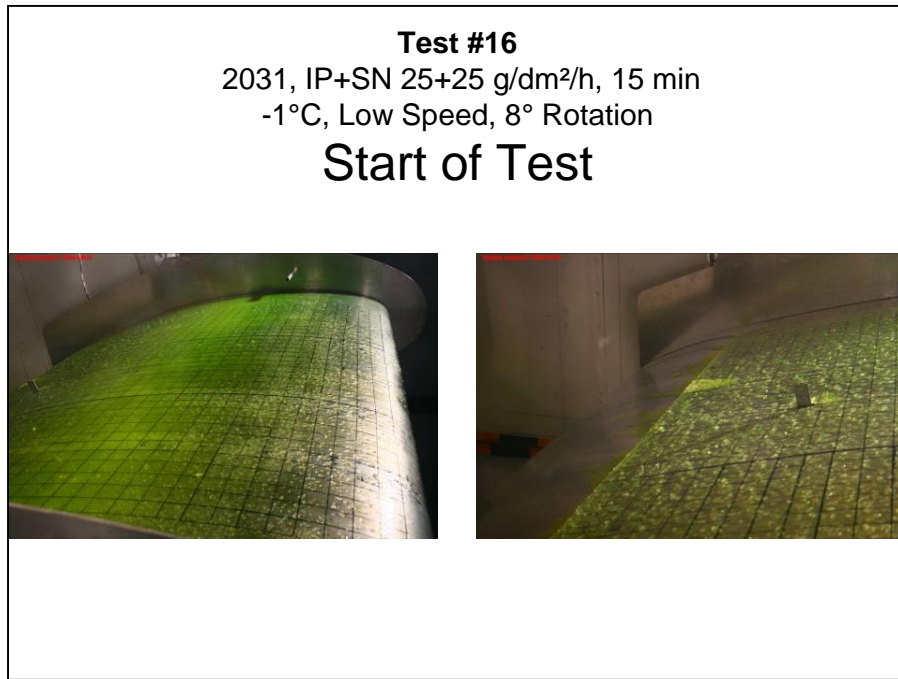 Test #16
2031, IP+SN 25+25 g/dm²/h, 15 min
-1°C, Low Speed, 8° Rotation
Start of Test